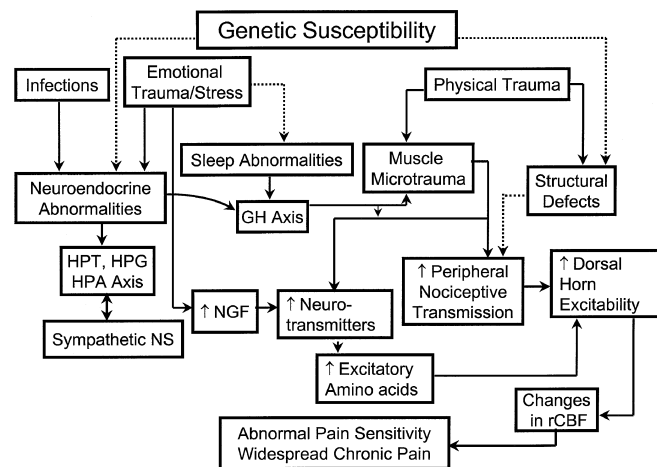 Genetic Susceptibility
Infections
Emotional
Trauma/Stress
Physical Trauma
Sleep Abnormalities
Muscle
Microtrauma
Neuroendocrine
Abnormalities
Structural
Defects
GH Axis
HPT, HPG
HPA Axis
↑ Peripheral
Nociceptive
Transmission
↑ Dorsal
Horn
Excitability
↑ NGF
↑ Neuro-
transmitters
Sympathetic NS
↑ Excitatory
Amino acids
Changes
in rCBF
Abnormal Pain Sensitivity
Widespread Chronic Pain